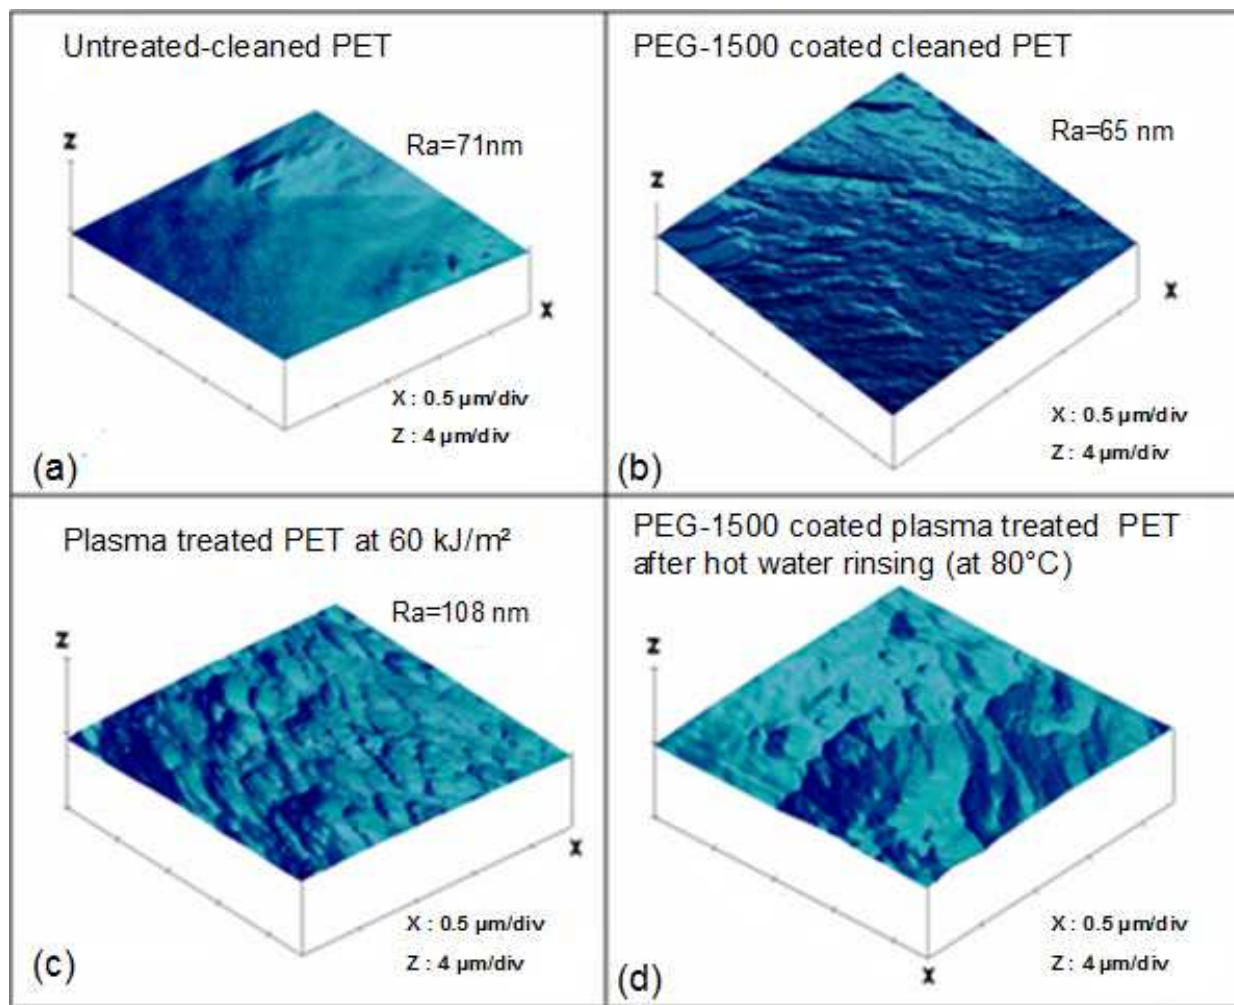 Untreated-cleaned PET
Ra=71nm
Z
X
X : 0.5 µm/div
Z : 4 µm/div
(a)
PEG-1500 coated cleaned PET
Ra=65 nm
Z
X
X : 0.5 µm/div
Z : 4 µm/div
(b)
Plasma treated PET at 60 kJ/m²
Ra=108 nm
Z
X
X : 0.5 µm/div
Z : 4 µm/div
(c)
PEG-1500 coated plasma treated PET
after hot water rinsing (at 80°C)
Z
X : 0.5 µm/div
Z : 4 µm/div
X
(d)